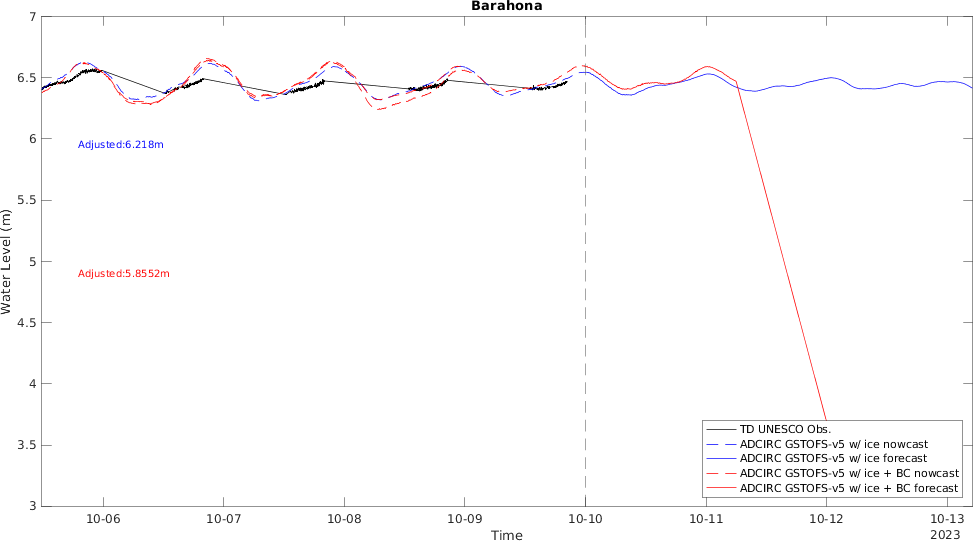 Barahona
7
6.5
6
5.5
5
4.5
4
3.5
3
Water Level (m)
Adjusted:6.218m
Adjusted:5.8552m
TD UNESCO Obs.
ADCIRC GSTOFS-v5 w/ ice nowcast
ADCIRC GSTOFS-v5 w/ ice forecast
ADCIRC GSTOFS-v5 w/ ice + BC nowcast
ADCIRC GSTOFS-v5 w/ ice + BC forecast
10-06 10-07 10-08 10-09 10-10 10-11 10-12 10-13
Time
2023